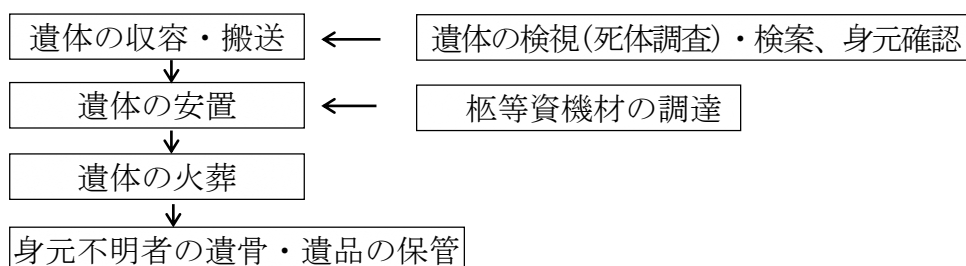 遺体の収容・搬送
遺体の検視(死体調査)・検案、身元確認
遺体の安置
柩等資機材の調達
遺体の火葬
身元不明者の遺骨・遺品の保管